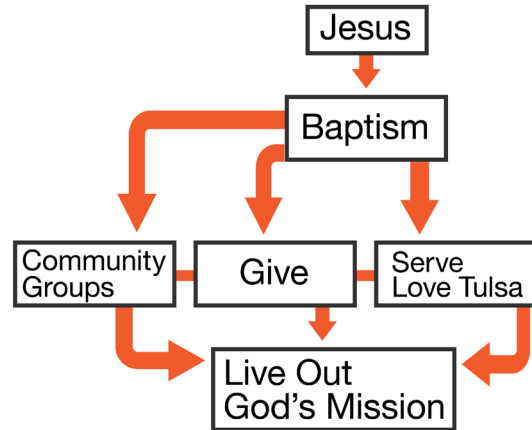 Jesus
Baptism
Community
Groups
Give
Serve
Love Tulsa
Live Out
God's Mission